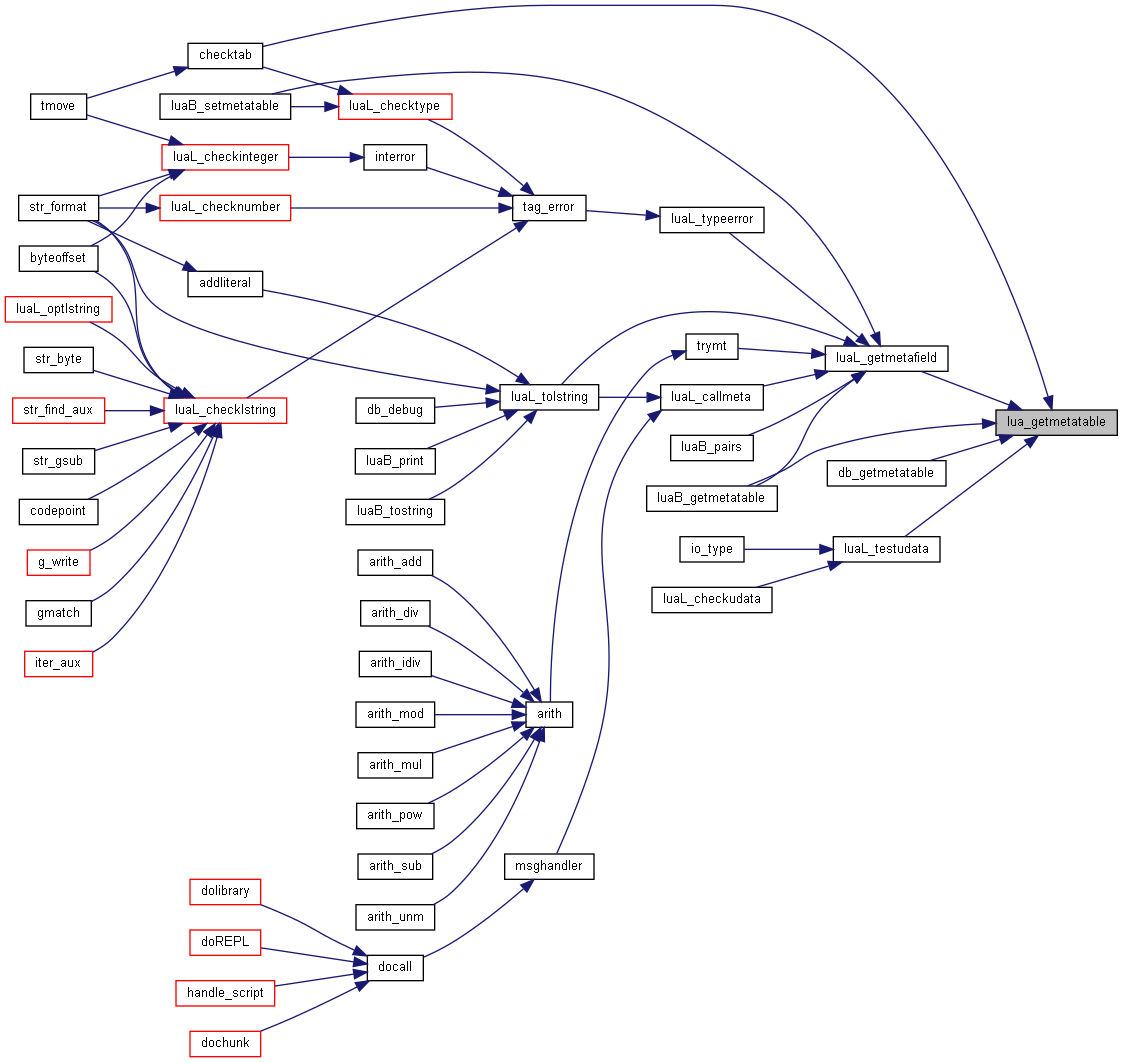 checktab
tmove
luaB_setmetatable
luaL_checktype
luaL_checkinteger
interror
str_format
luaL_checknumber
tag_error
luaL_typeerror
byteoffset
addliteral
luaL_optlstring
str_byte
trymt
luaL_getmetafield
str_find_aux
luaL_checklstring
db_debug
luaL_tolstring
luaL_callmeta
lua_getmetatable
str_gsub
luaB_print
luaB_pairs
db_getmetatable
codepoint
luaB_tostring
luaB_getmetatable
g_write
arith_add
io_type
luaL_testudata
gmatch
arith_div
luaL_checkudata
iter_aux
arith_idiv
arith_mod
arith
arith_mul
arith_pow
arith_sub
msghandler
dolibrary
arith_unm
doREPL
docall
handle_script
dochunk